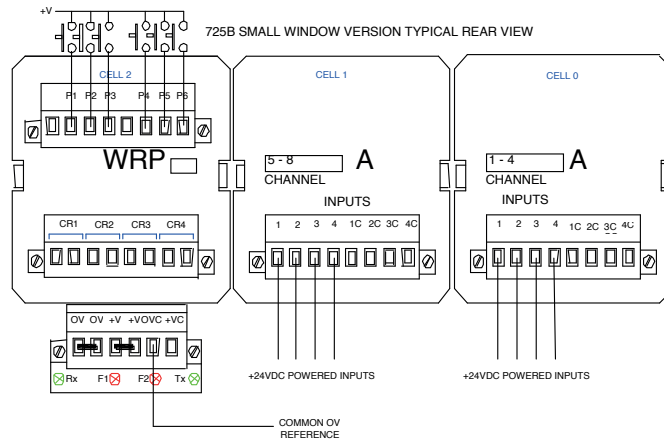 +V
725B SMALL WINDOW VERSION TYPICAL REAR VIEW
CELL 2
P1 P2 P3 P4 P5 P6
WRP
CR1 CR2 CR3 CR4
OV OV +V +V OVC +VC
Rx F1 F2 Tx
COMMON OV
REFERENCE
CELL 1
5 - 8 A
CHANNEL
INPUTS
1 2 3 4 1C 2C 3C 4C
+24VDC POWERED INPUTS
CELL 0
1 - 4 A
CHANNEL
INPUTS
1 2 3 4 1C 2C 3C 4C
+24VDC POWERED INPUTS